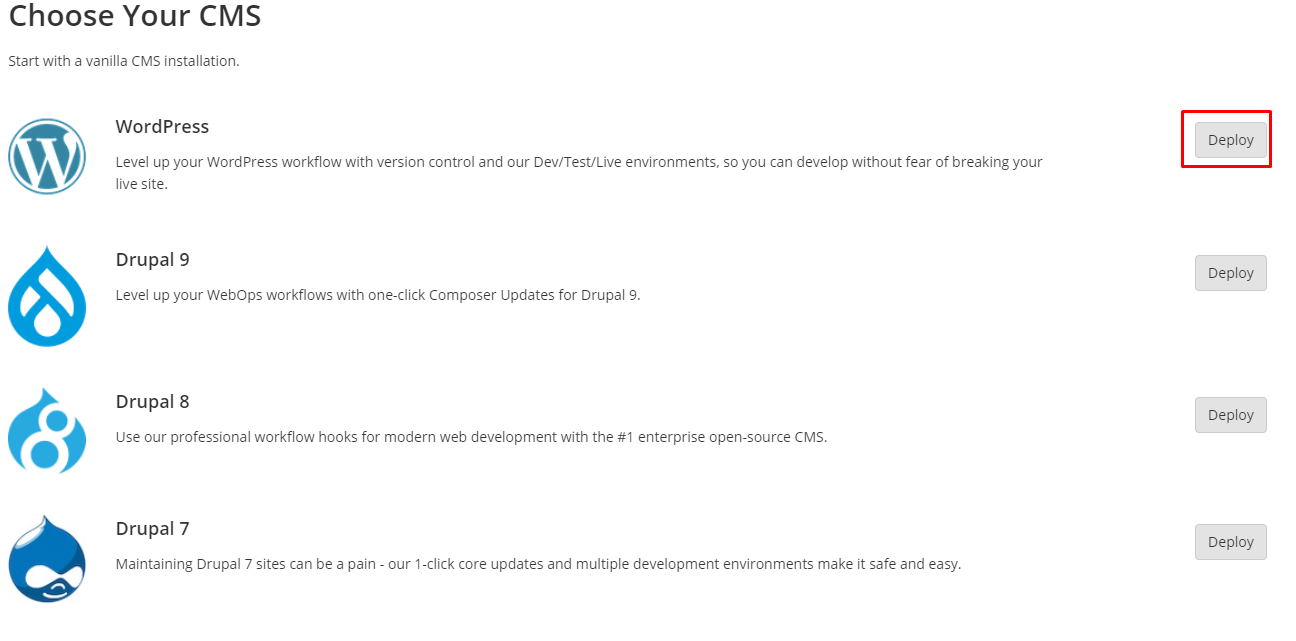 Choose Your CMS
Start with a vanilla CMS installation.
WordPress
Deploy
Level up your WordPress workflow with version control and our Dev/Test/Live environments, so you can develop without fear of breaking your
live site.
Drupal 9
Deploy
Level up your WebOps workflows with one-click Composer Updates for Drupal 9.
Drupal 8
Deploy
Use our professional workflow hooks for modern web development with the #1 enterprise open-source CMS.
Drupal 7
Deploy
Maintaining Drupal 7 sites can be a pain - our 1-click core updates and multiple development environments make it safe and easy.